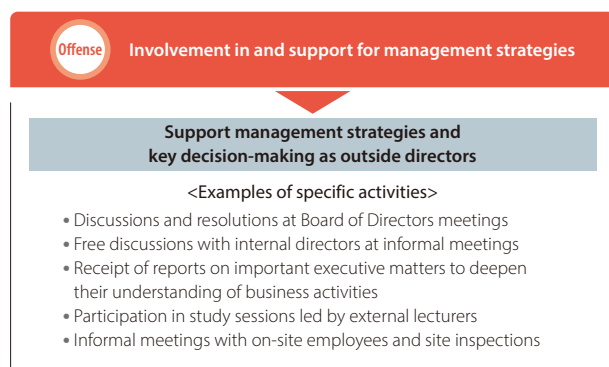 Offense
Involvement in and support for management strategies
Support management strategies and
key decision-making as outside directors
<Examples of specific activities>
• Discussions and resolutions at Board of Directors meetings
• Free discussions with internal directors at informal meetings
• Receipt of reports on important executive matters to deepen
their understanding of business activities
• Participation in study sessions led by external lecturers
• Informal meetings with on-site employees and site inspections